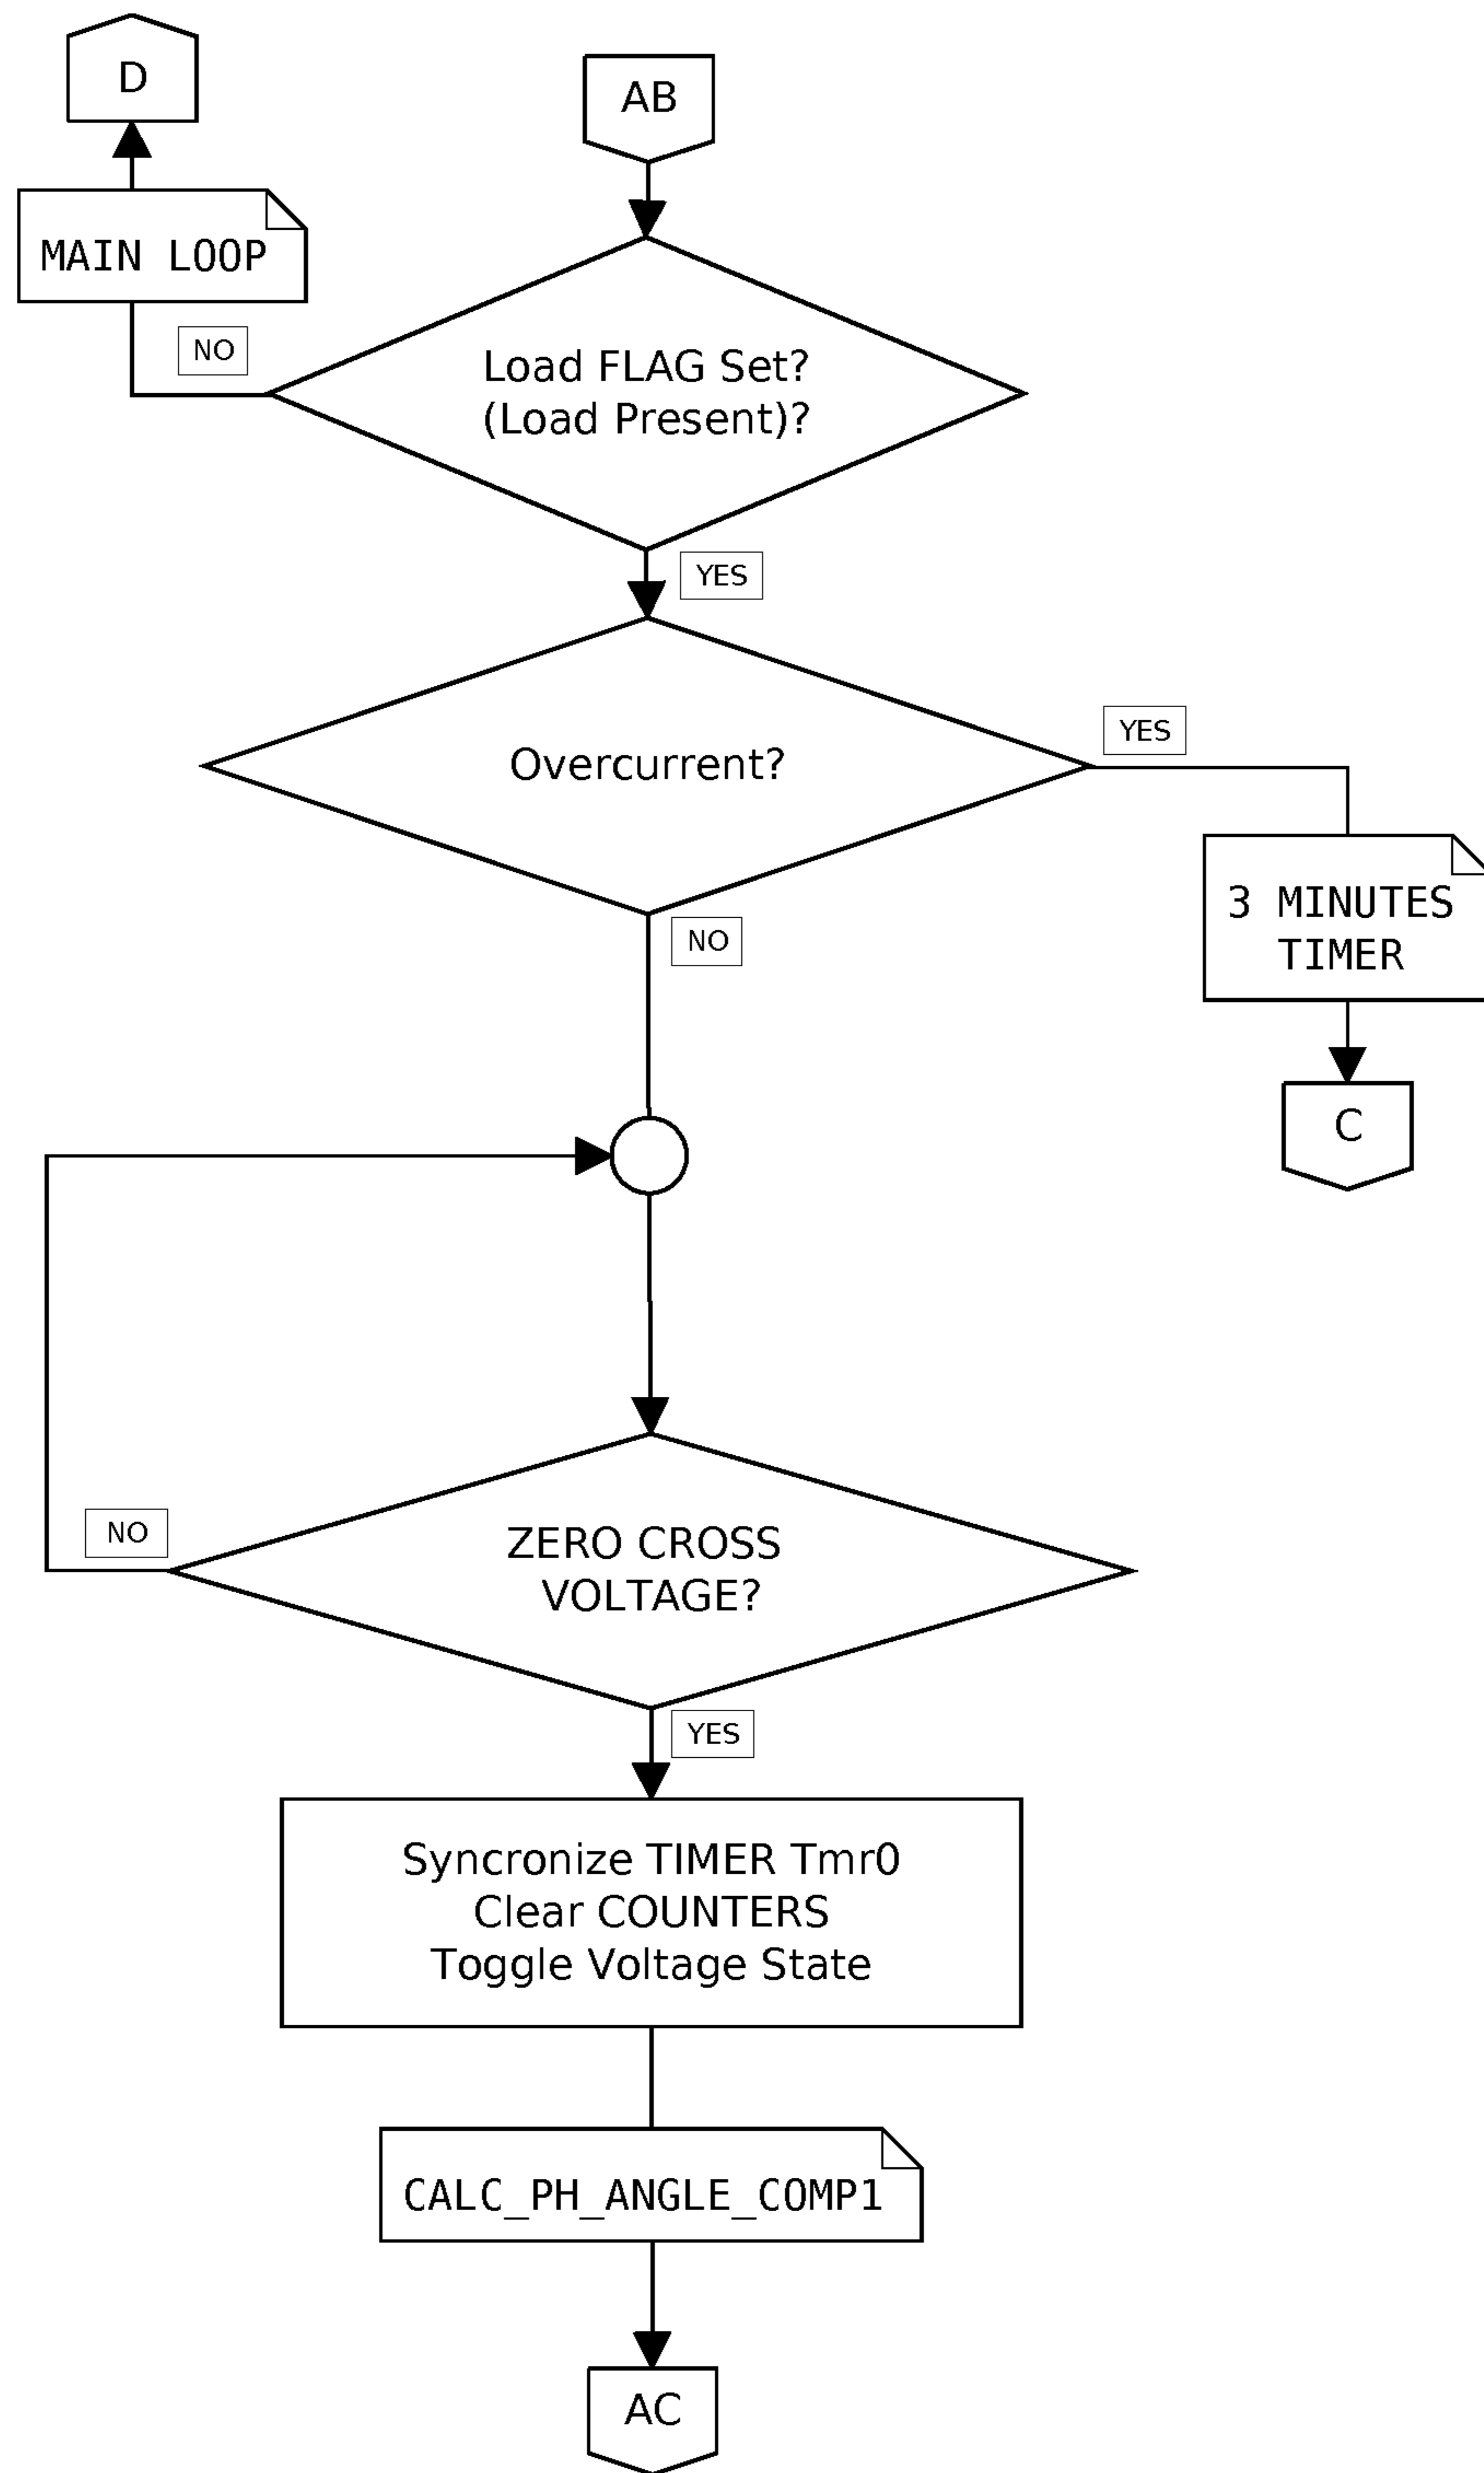 D
AB
MAIN LOOP
NO
Load FLAG Set?
(Load Present)?
YES
Overcurrent?
YES
NO
3 MINUTES
TIMER
C
ZERO CROSS
VOLTAGE?
NO
YES
Syncronize TIMER Tmr0
Clear COUNTERS
Toggle Voltage State
CALC_PH_ANGLE_COMP1
AC